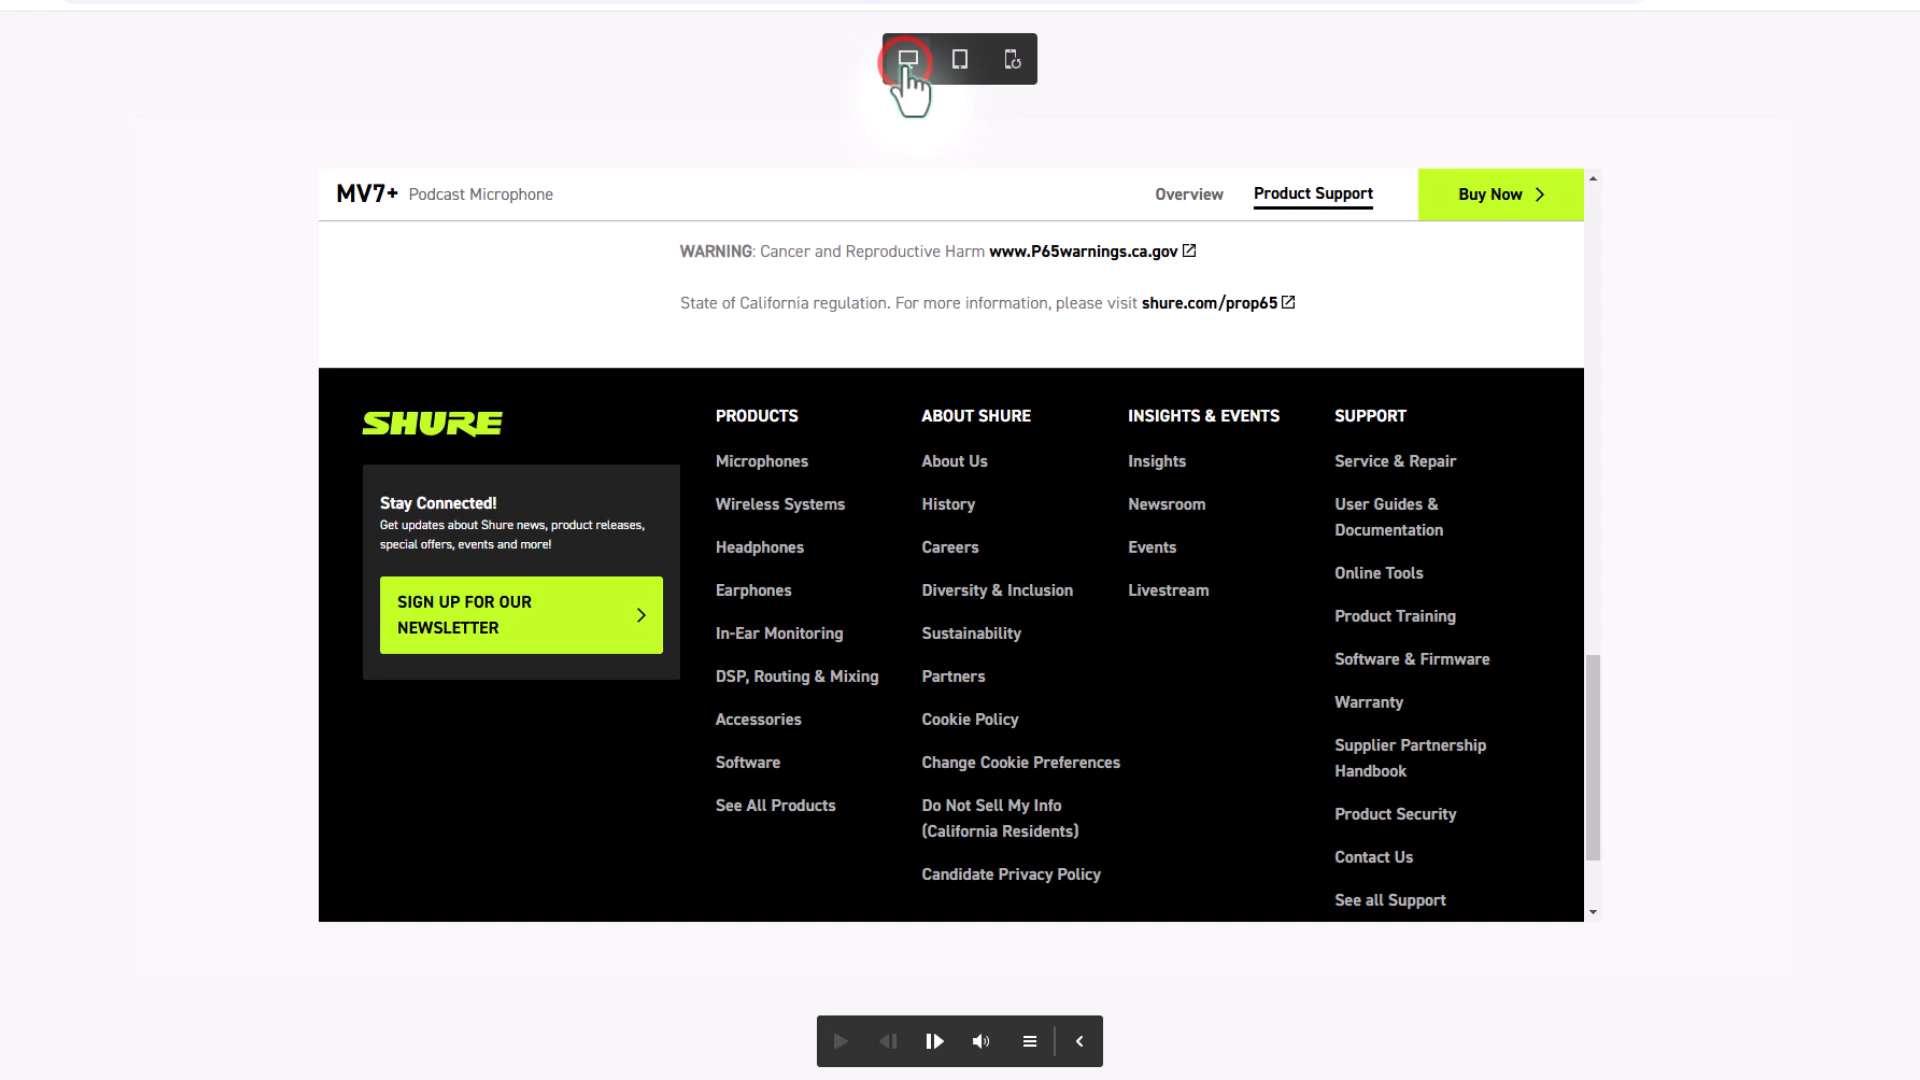 MV7+ Podcast Microphone
Overview
Product Support
Buy Now
WARNING: Cancer and Reproductive Harm www.P65warnings.ca.gov
State of California regulation. For more information, please visit shure.com/prop65
SHURE
Stay Connected!
Get updates about Shure news, product releases,
special offers, events and more!
SIGN UP FOR OUR
NEWSLETTER
PRODUCTS
Microphones
Wireless Systems
Headphones
Earphones
In-Ear Monitoring
DSP, Routing & Mixing
Accessories
Software
See All Products
ABOUT SHURE
About Us
History
Careers
Diversity & Inclusion
Sustainability
Partners
Cookie Policy
Change Cookie Preferences
Do Not Sell My Info
(California Residents)
Candidate Privacy Policy
INSIGHTS & EVENTS
Insights
Newsroom
Events
Livestream
SUPPORT
Service & Repair
User Guides &
Documentation
Online Tools
Product Training
Software & Firmware
Warranty
Supplier Partnership
Handbook
Product Security
Contact Us
See all Support